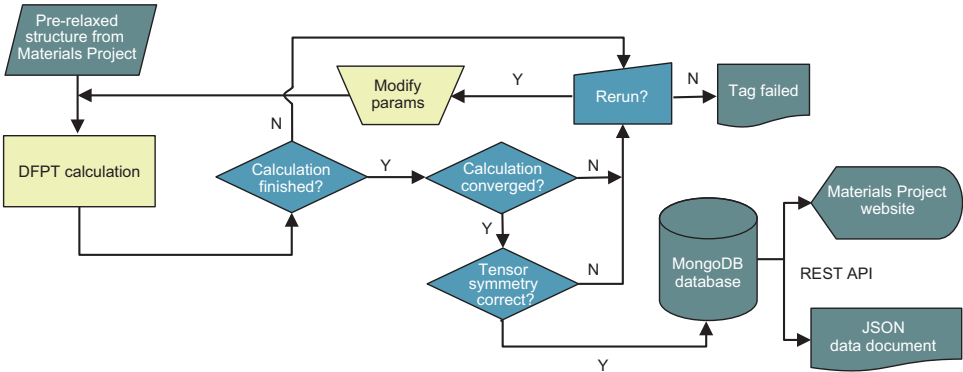 Pre-relaxed
structure from
Materials Project
Modify
params
Y
Rerun?
N
Tag failed
N
DFPT calculation
Calculation
finished?
Y
Calculation
converged?
N
Y
Tensor
symmetry
correct?
N
Y
MongoDB
database
Materials Project
website
REST API
JSON
data document